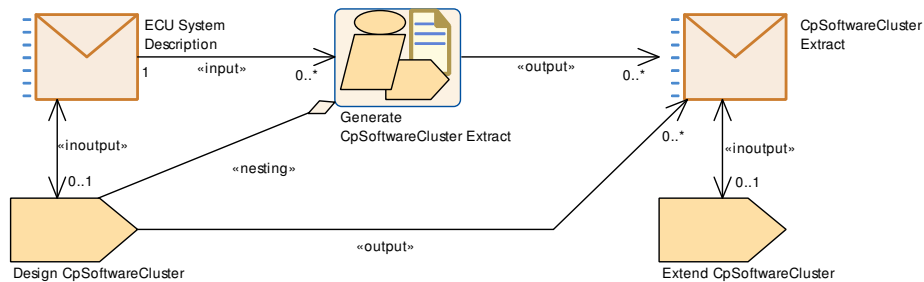 ECU System
Description
CpSoftwareCluster
Extract
«input»
1
0..*
«output»
0..*
Generate
CpSoftwareCluster Extract
«inoutput»
0..1
«nesting»
0..*
«inoutput»
0..1
«output»
Design CpSoftwareCluster
Extend CpSoftwareCluster